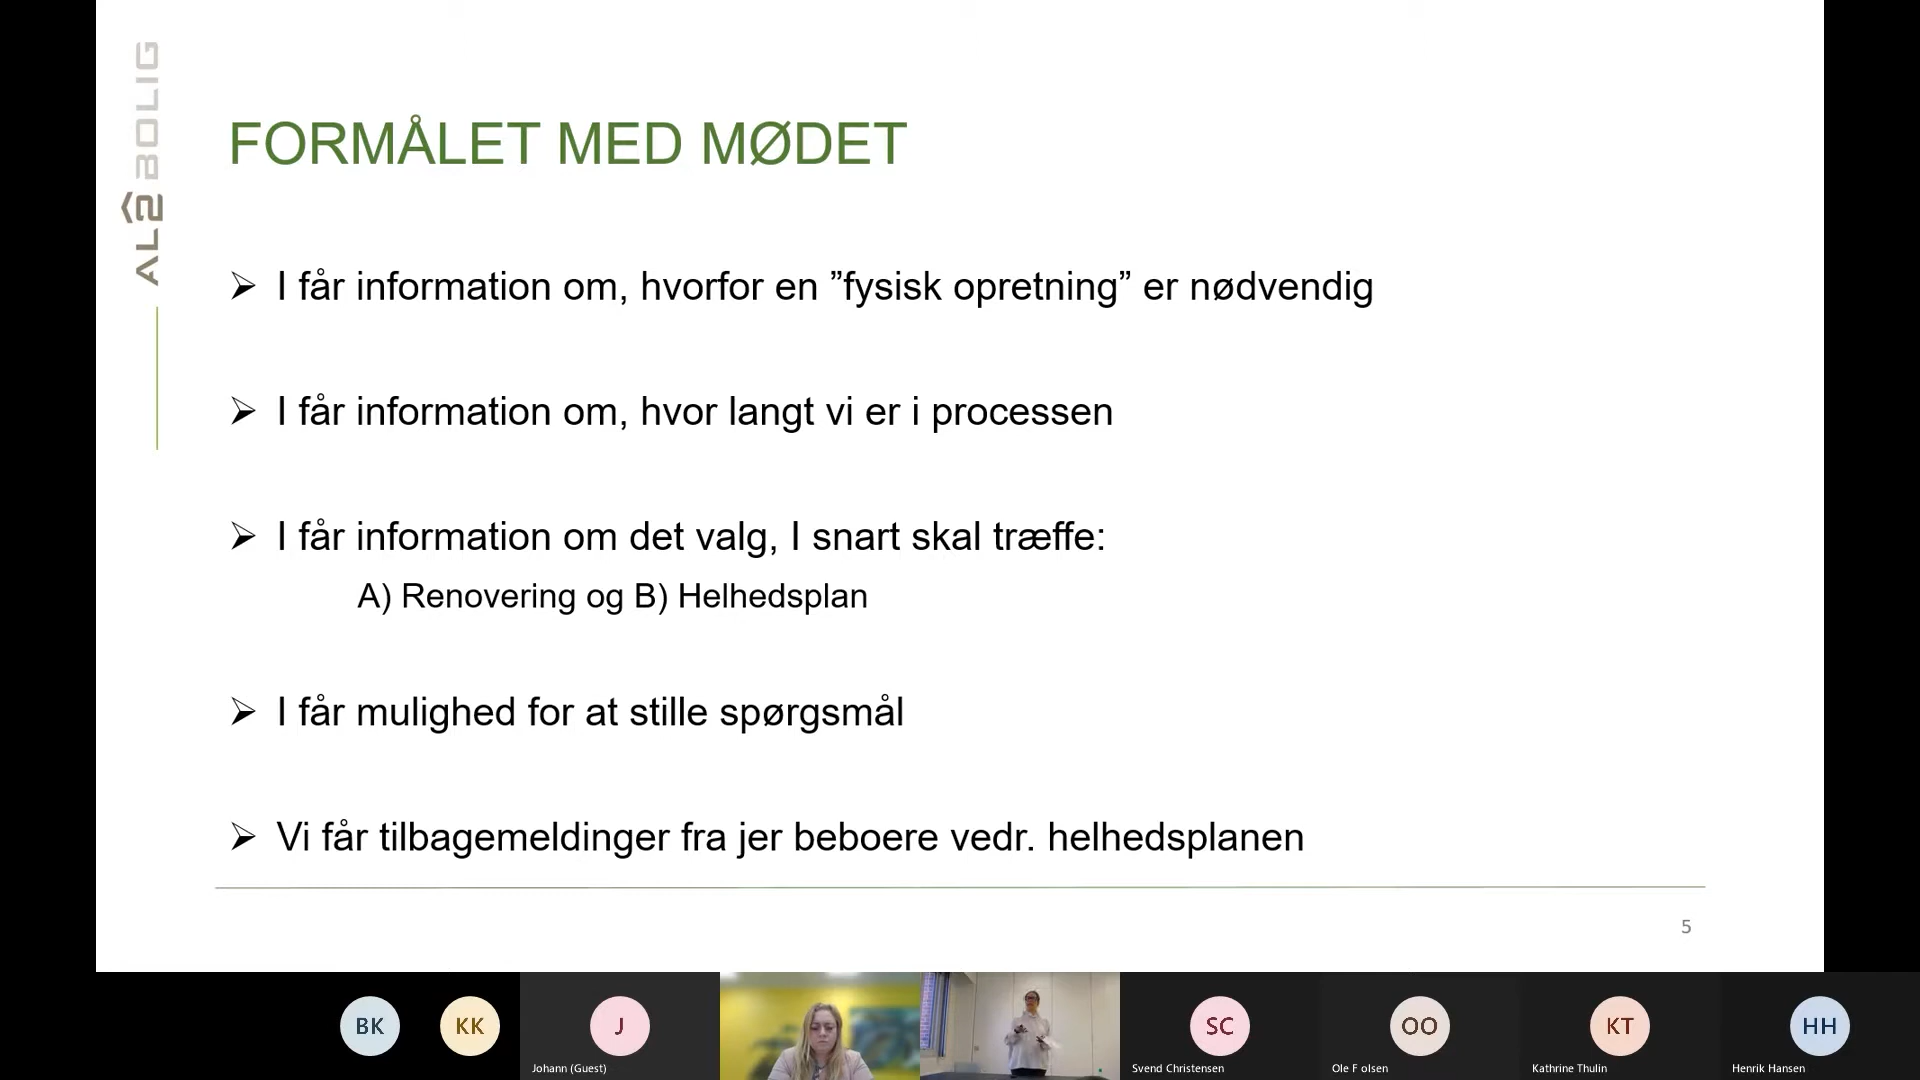 AL2BOLIG
FORMÅLET MED MØDET
➢ I får information om, hvorfor en ”fysisk opretning” er nødvendig
➢ I får information om, hvor langt vi er i processen
➢ I får information om det valg, I snart skal træffe:
A) Renovering og B) Helhedsplan
➢ I får mulighed for at stille spørgsmål
➢ Vi får tilbagemeldinger fra jer beboere vedr. helhedsplanen
5
BK
KK
J
SC
OO
KT
HH
Johann (Guest)
Svend Christensen
Ole F olsen
Kathrine Thulin
Henrik Hansen